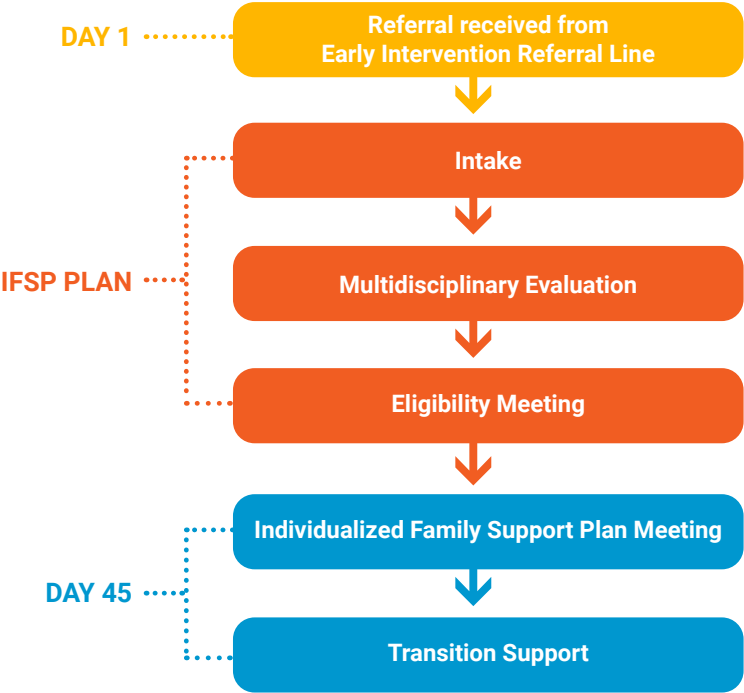 DAY 1
Referral received from
Early Intervention Referral Line
Intake
IFSP PLAN
Multidisciplinary Evaluation
Eligibility Meeting
Individualized Family Support Plan Meeting
DAY 45
Transition Support